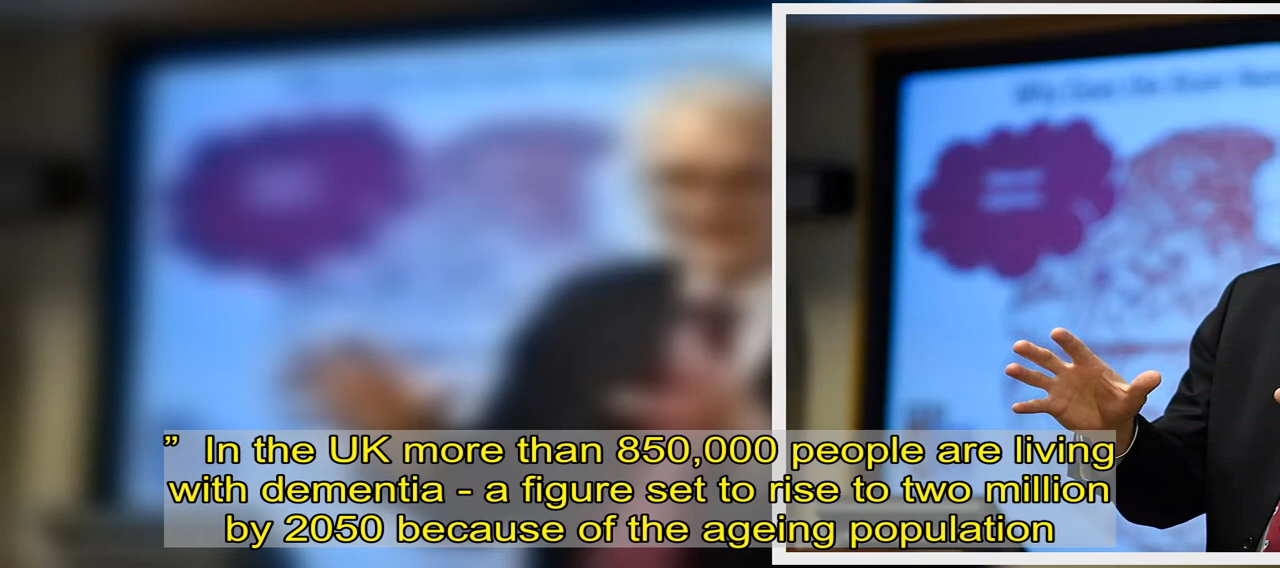 ” In the UK more than 850,000 people are living
with dementia - a figure set to rise to two million
by 2050 because of the ageing population